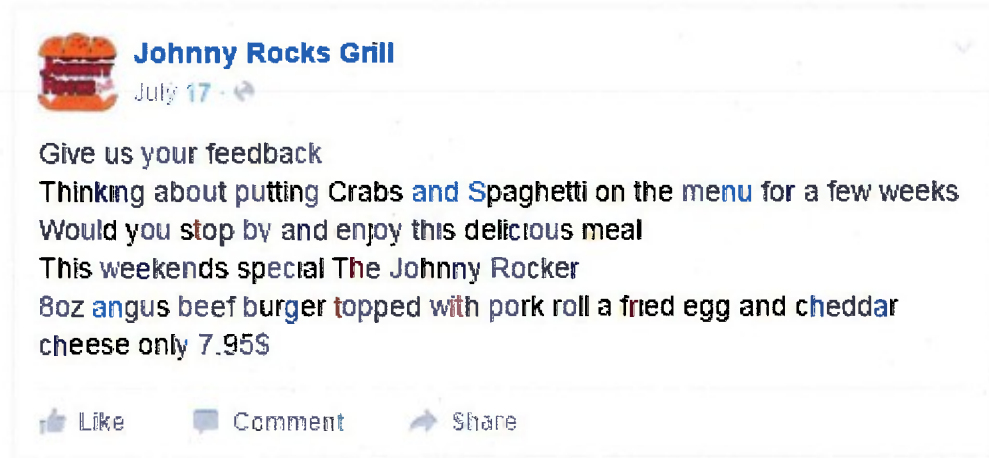 Johnny Rocks Grill
July 17
Give us your feedback
Thinking about putting Crabs and Spaghetti on the menu for a few weeks
Would you stop by and enjoy this delicious meal
This weekends special The Johnny Rocker
8oz angus beef burger topped with pork roll a fried egg and cheddar
cheese only 7.95$
Like Comment Share